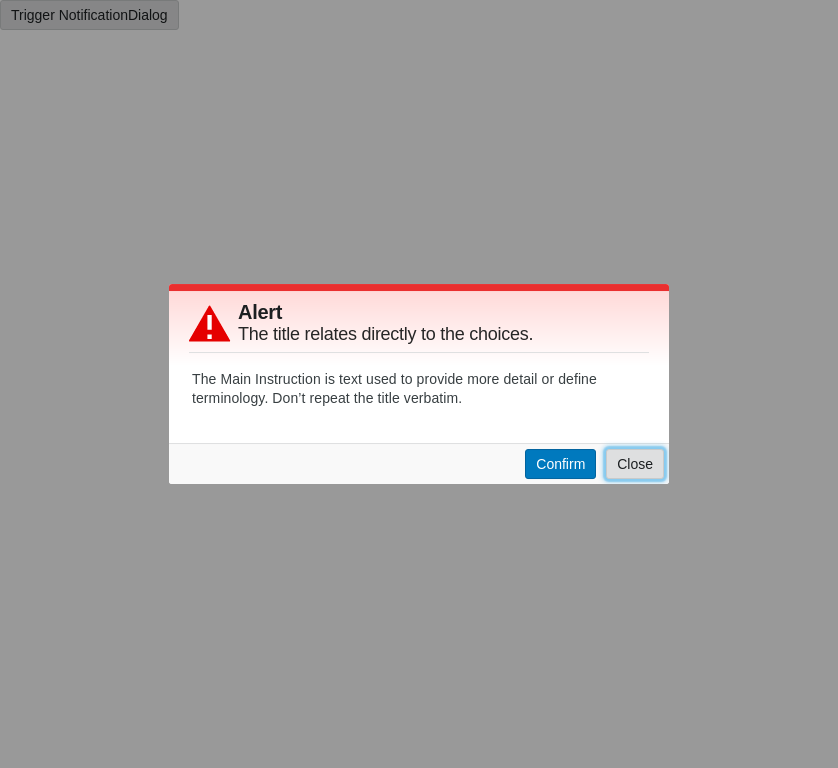 Trigger NotificationDialog
Alert
The title relates directly to the choices.
The Main Instruction is text used to provide more detail or define
terminology. Don’t repeat the title verbatim.
Confirm
Close